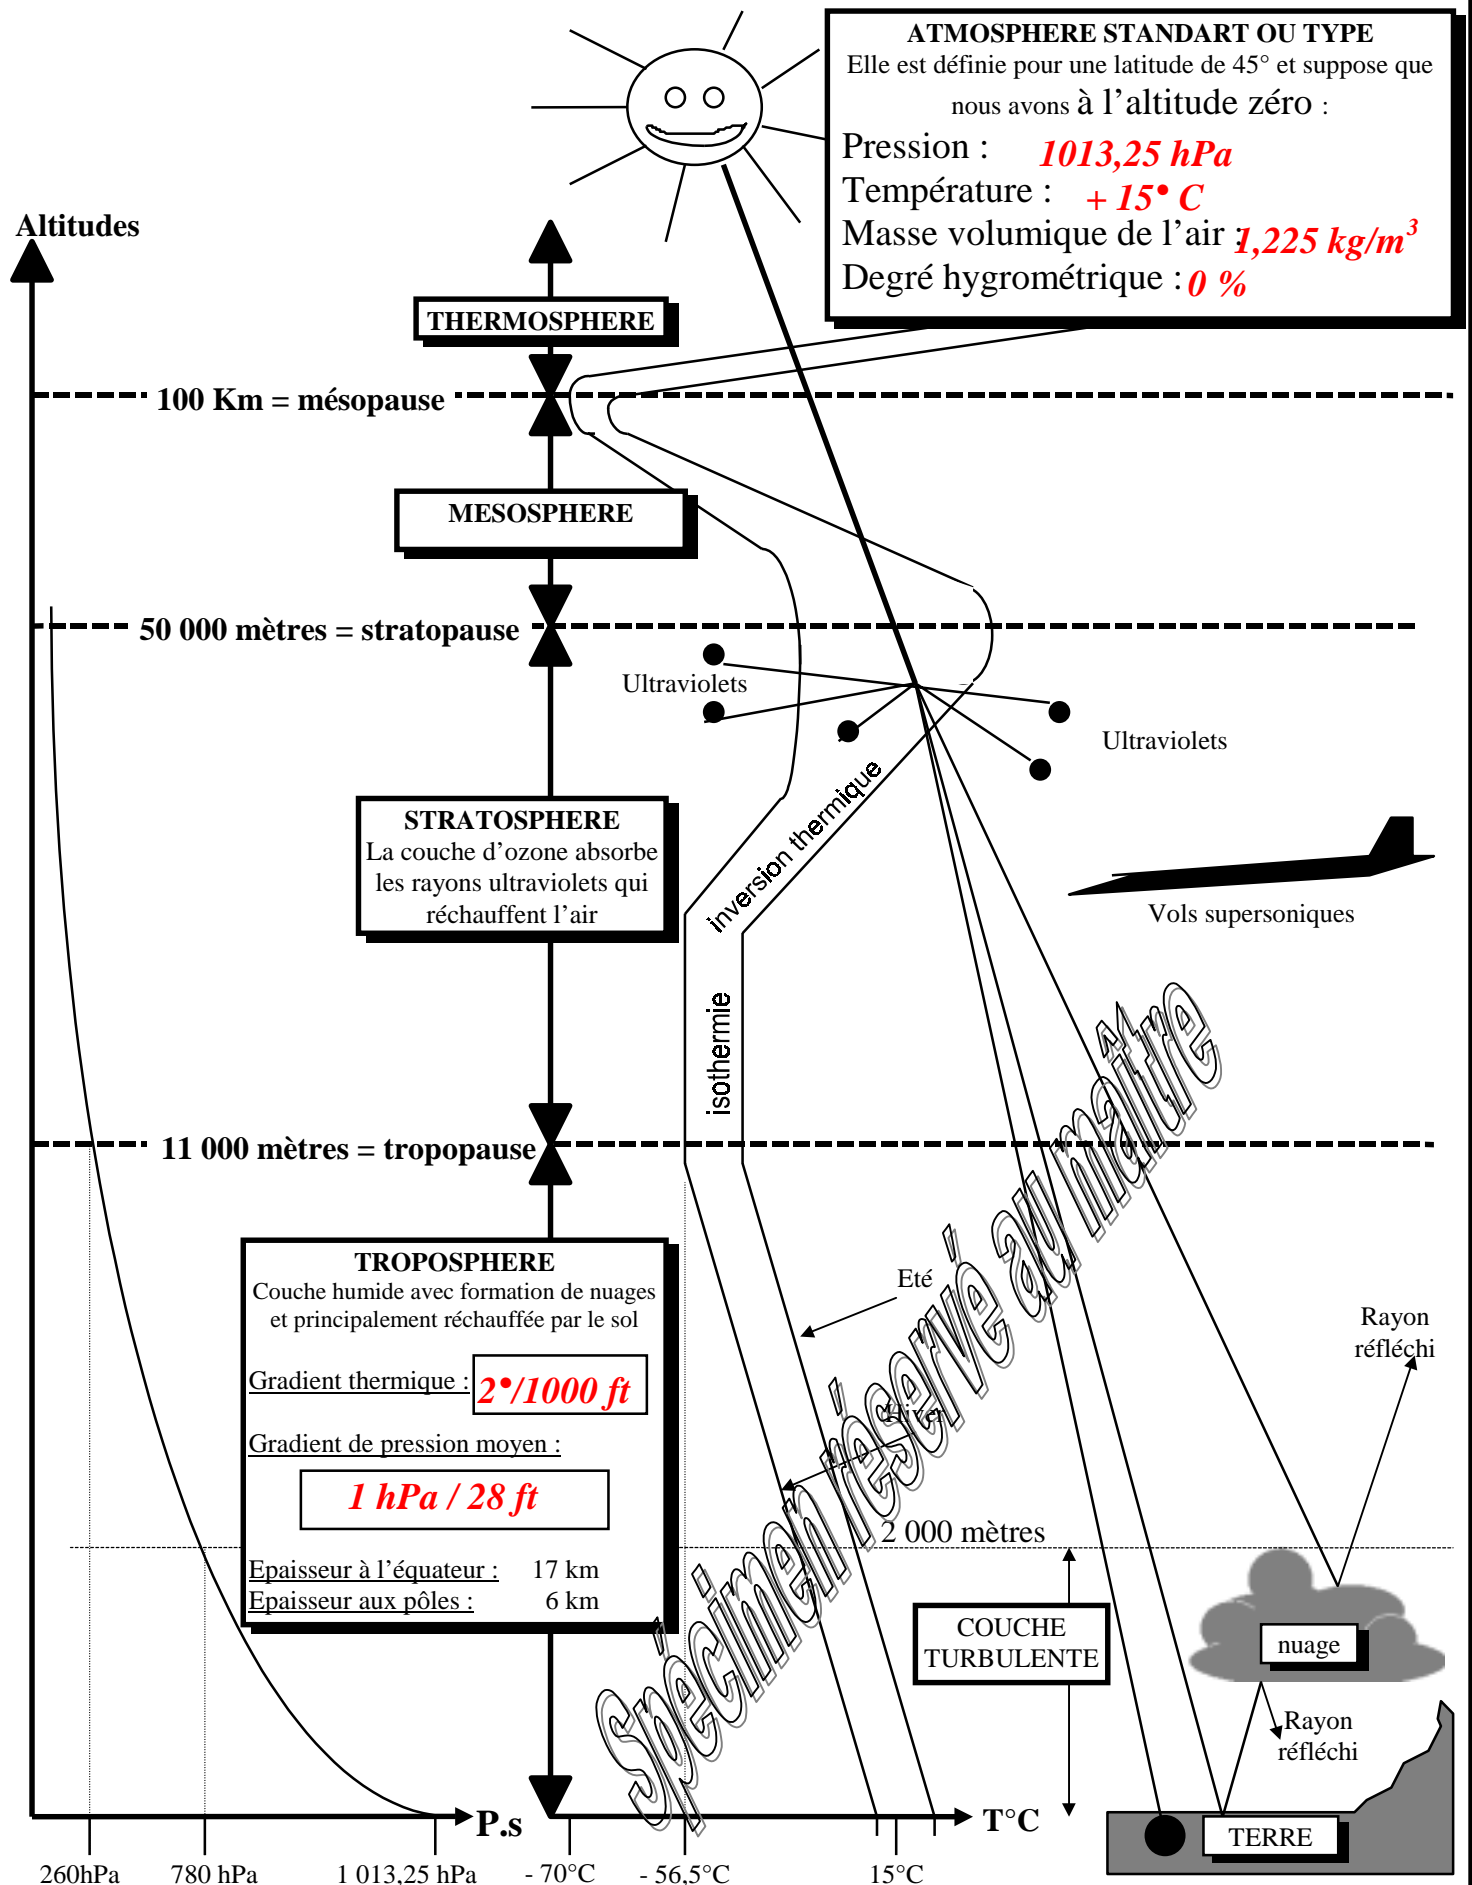 ATMOSPHERE STANDART OU TYPE
Elle est définie pour une latitude de 45° et suppose que
nous avons à l'altitude zéro :
Pression : 1013,25 hPa
Température : + 15• C
Masse volumique de l'air : 1,225 kg/m³
Degré hygrométrique : 0 %
Altitudes
THERMOSPHERE
100 Km = mésopause
MESOSPHERE
50 000 mètres = stratopause
Ultraviolets
Ultraviolets
inversion thermique
STRATOSPHERE
La couche d'ozone absorbe
les rayons ultraviolets qui
réchauffent l'air
Vols supersoniques
isothermie
11 000 mètres = tropopause
Spécimen réservé au maître
TROPOSPHERE
Couche humide avec formation de nuages
et principalement réchauffée par le sol
Gradient thermique : 2•/1000 ft
Gradient de pression moyen :
1 hPa / 28 ft
Epaisseur à l'équateur : 17 km
Epaisseur aux pôles : 6 km
Eté
Hiver
Rayon
réfléchi
2 000 mètres
COUCHE
TURBULENTE
nuage
Rayon
réfléchi
TERRE
P.s
T°C
260hPa
780 hPa
1 013,25 hPa
- 70°C
- 56,5°C
15°C